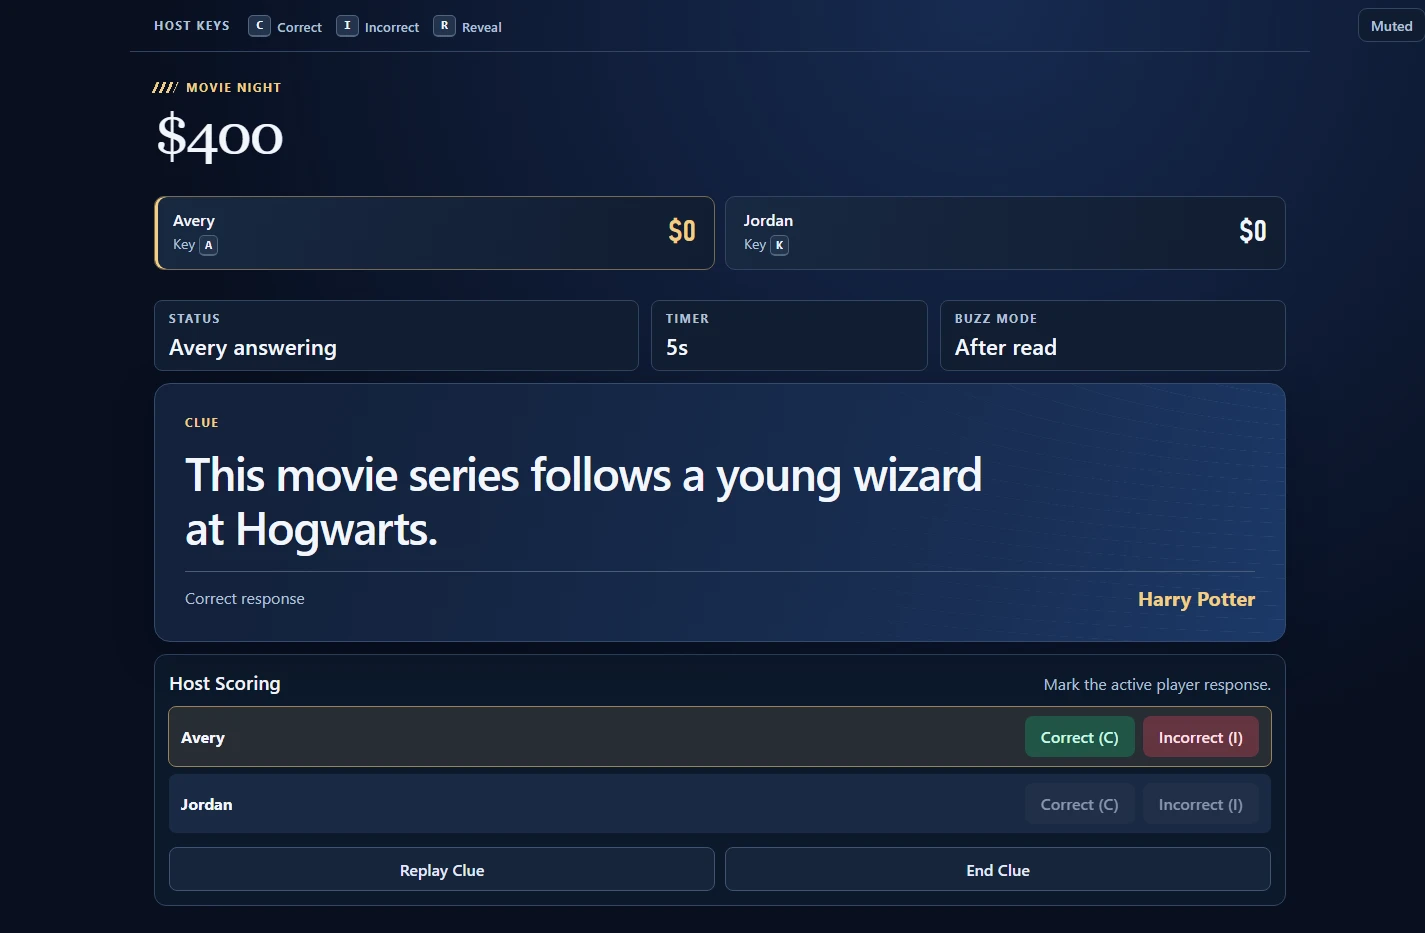 HOST KEYS C Correct I Incorrect R Reveal Muted
MOVIE NIGHT
$400
Avery
Key A
$0
Jordan
Key K
$0
STATUS
Avery answering
TIMER
5s
BUZZ MODE
After read
CLUE
This movie series follows a young wizard
at Hogwarts.
Correct response Harry Potter
Host Scoring Mark the active player response.
Avery Correct (C) Incorrect (I)
Jordan Correct (C) Incorrect (I)
Replay Clue End Clue